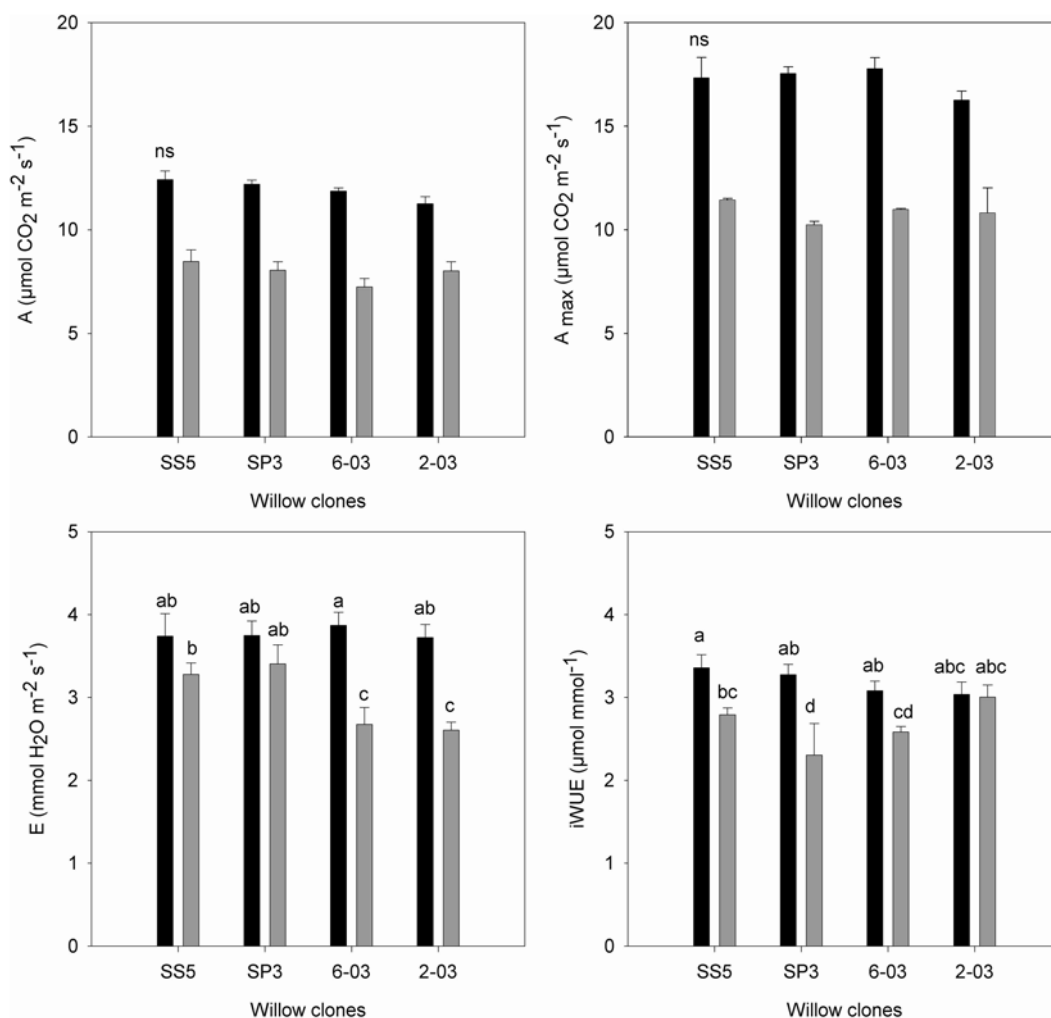 20
15
10
5
0
A (µmol CO2 m-2 s-1)
ns
SS5 SP3 6-03 2-03
Willow clones
20
15
10
5
0
A max (µmol CO2 m-2 s-1)
ns
SS5 SP3 6-03 2-03
Willow clones
5
4
3
2
1
0
E (mmol H2O m-2 s-1)
ab b ab ab a c ab c
SS5 SP3 6-03 2-03
Willow clones
5
4
3
2
1
0
iWUE (µmol mmol-1)
a bc ab d ab cd abc abc
SS5 SP3 6-03 2-03
Willow clones